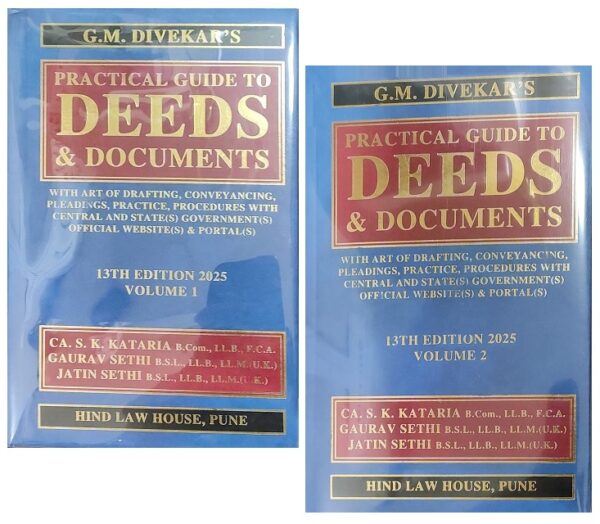 G.M. DIVEKAR'S
PRACTICAL GUIDE TO
DEEDS
& DOCUMENTS
WITH ART OF DRAFTING, CONVEYANCING,
PLEADINGS, PRACTICE, PROCEDURES WITH
CENTRAL AND STATE(S) GOVERNMENT(S)
OFFICIAL WEBSITE(S) & PORTAL(S)
13TH EDITION 2025
VOLUME 1
CA. S. K. KATARIA B.Com., LL.B., F.C.A.
GAURAV SETHI B.S.L., LL.B., LL.M.(U.K.)
JATIN SETHI B.S.L., LL.B., LL.M.(U.K.)
HIND LAW HOUSE, PUNE
G.M. DIVEKAR'S
PRACTICAL GUIDE TO
DEEDS
& DOCUMENTS
WITH ART OF DRAFTING, CONVEYANCING,
PLEADINGS, PRACTICE, PROCEDURES WITH
CENTRAL AND STATE(S) GOVERNMENT(S)
OFFICIAL WEBSITE(S) & PORTAL(S)
13TH EDITION 2025
VOLUME 2
CA. S. K. KATARIA B.Com., LL.B., F.C.A.
GAURAV SETHI B.S.L., LL.B., LL.M.(U.K.)
JATIN SETHI B.S.L., LL.B., LL.M.(U.K.)
HIND LAW HOUSE, PUNE